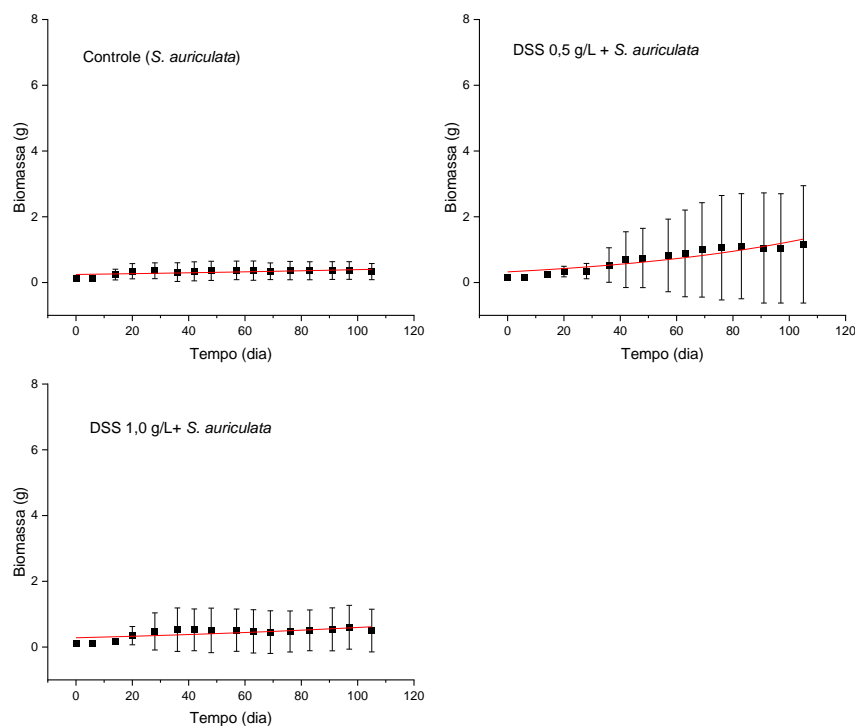 8
Controle (S. auriculata)
6
4
2
0
Biomassa (g)
0 20 40 60 80 100 120
Tempo (dia)
8
DSS 0,5 g/L + S. auriculata
6
4
2
0
Biomassa (g)
0 20 40 60 80 100 120
Tempo (dia)
8
DSS 1,0 g/L+ S. auriculata
6
4
2
0
Biomassa (g)
0 20 40 60 80 100 120
Tempo (dia)